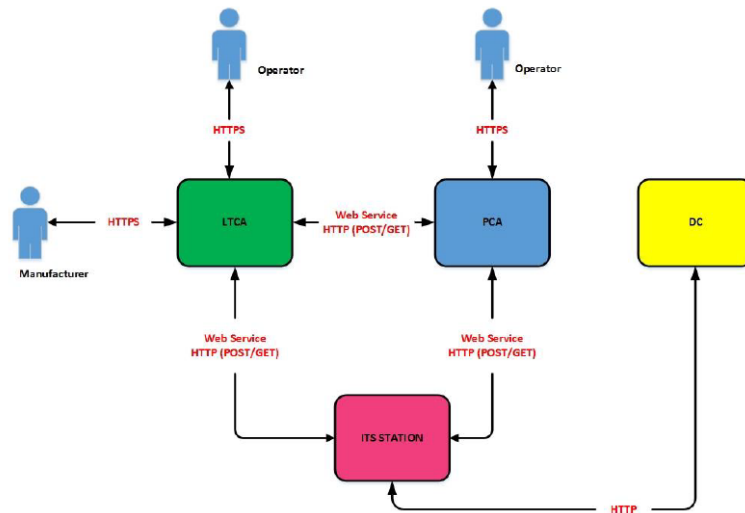 Operator
Operator
HTTPS
HTTPS
Manufacturer
HTTPS
LTCA
Web Service
HTTP (POST/GET)
PCA
DC
Web Service
HTTP (POST/GET)
Web Service
HTTP (POST/GET)
ITS STATION
HTTP